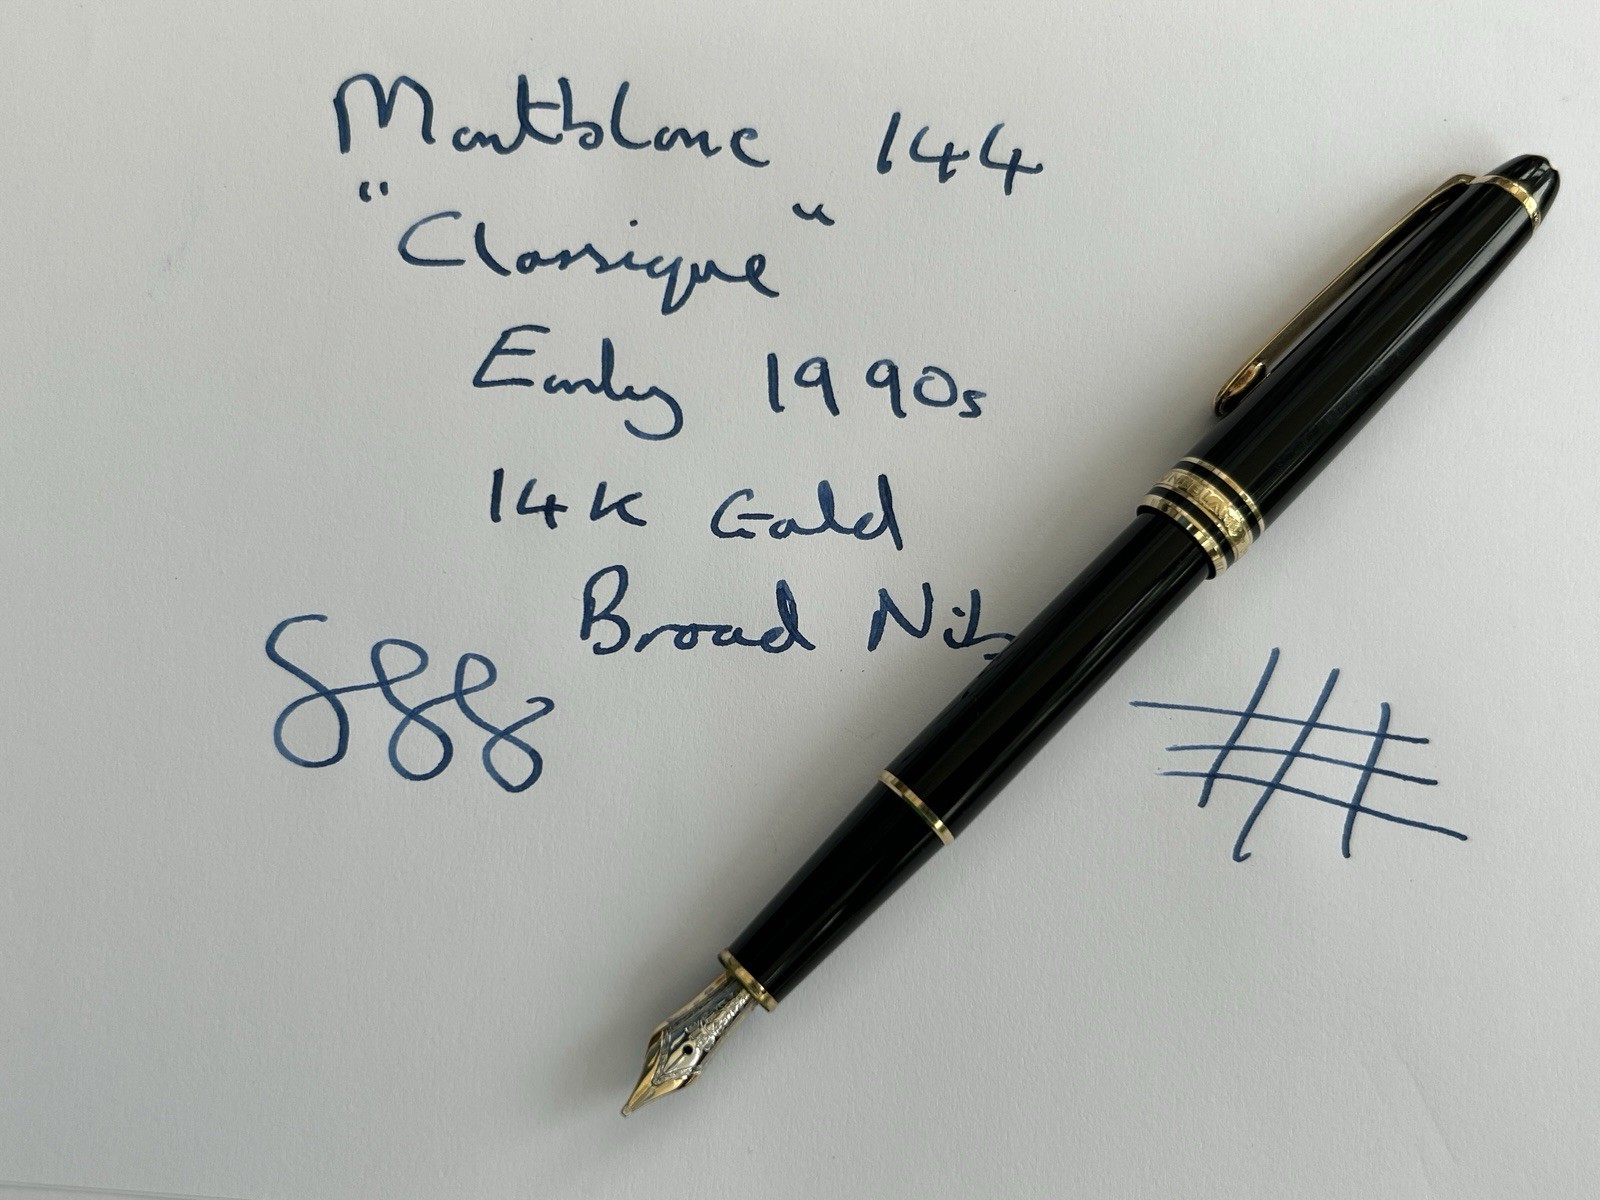 Montblanc 144
"Classique"
Early 1990s
14K Gold
Broad Nib